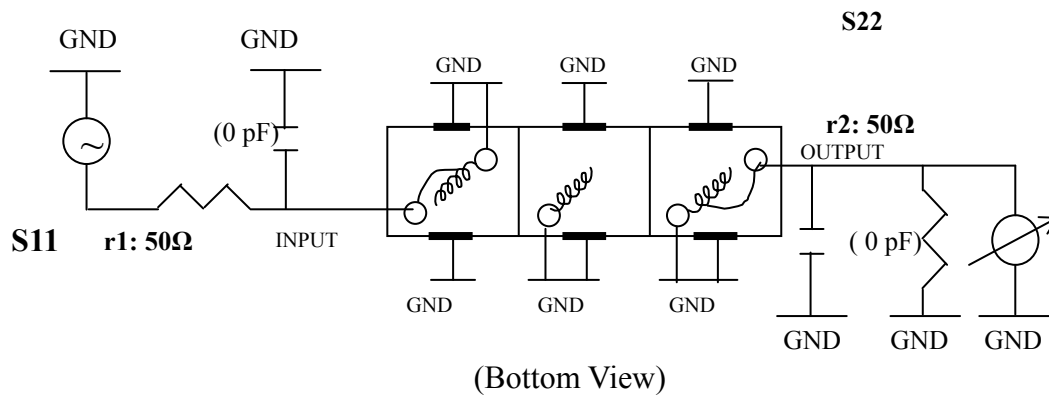 S22
GND
GND
GND
GND
GND
(0 pF)
r2: 50Ω
OUTPUT
S11
r1: 50Ω
INPUT
( 0 pF)
GND
GND
GND
GND
GND
GND
(Bottom View)